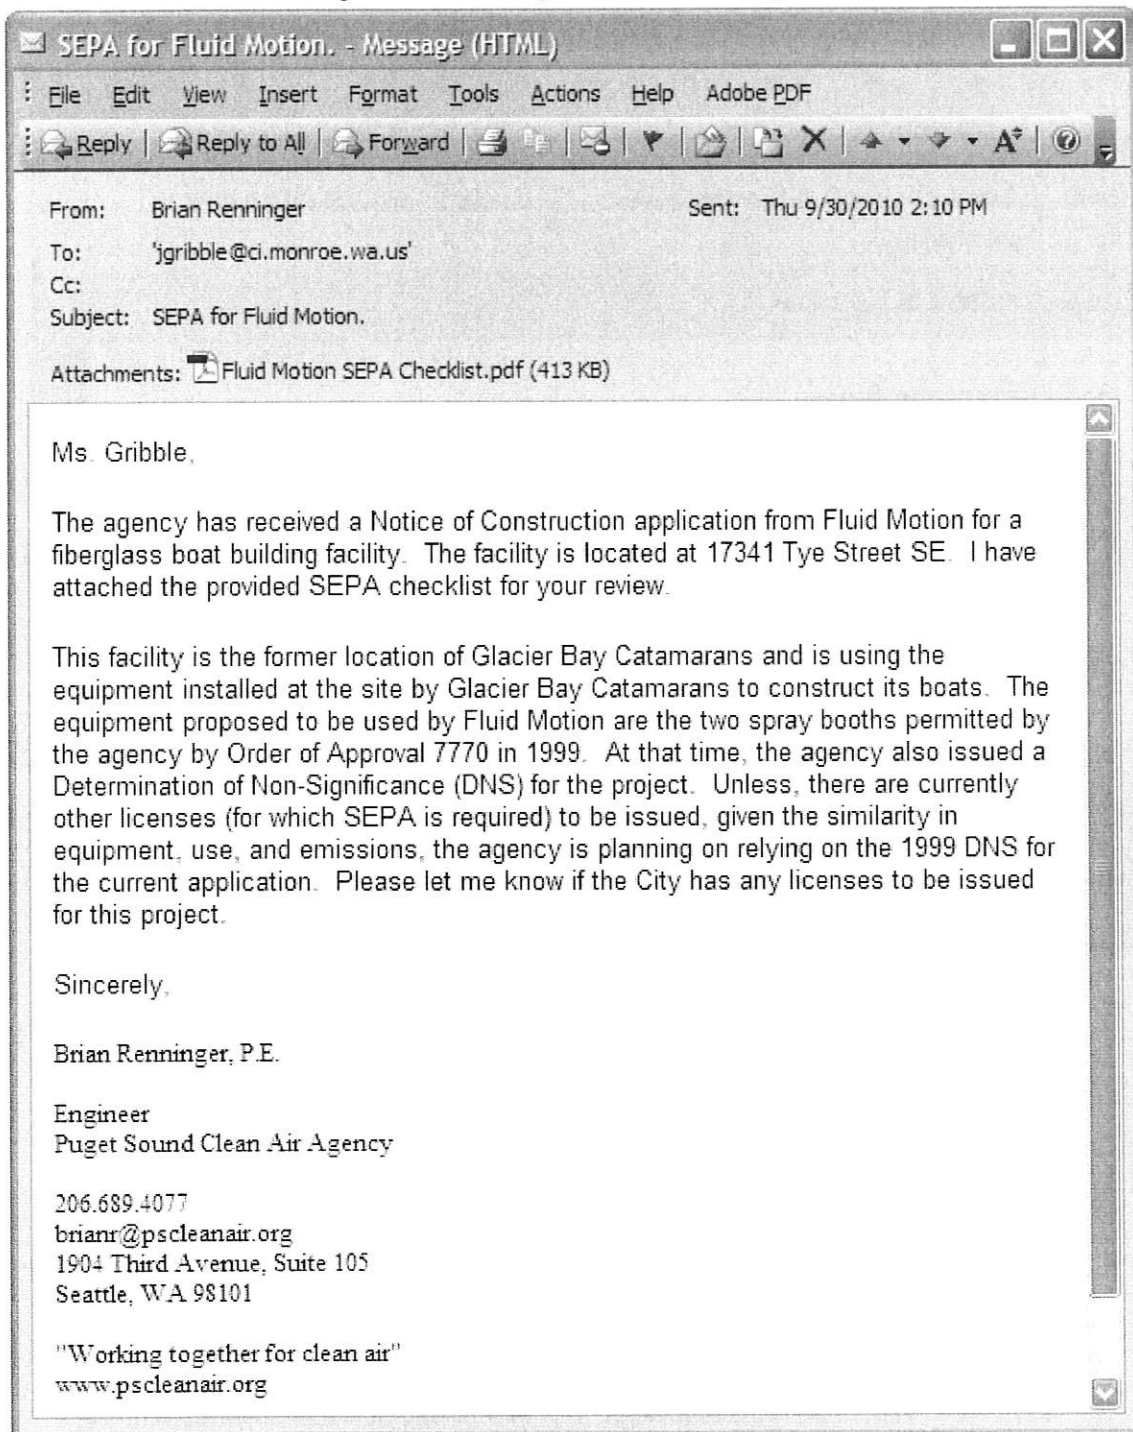 SEPA for Fluid Motion. - Message (HTML)
File Edit View Insert Format Tools Actions Help Adobe PDF
Reply Reply to All Forward
From: Brian Renninger Sent: Thu 9/30/2010 2:10 PM
To: 'jgribble@ci.monroe.wa.us'
Cc:
Subject: SEPA for Fluid Motion.
Attachments: Fluid Motion SEPA Checklist.pdf (413 KB)
Ms. Gribble,
The agency has received a Notice of Construction application from Fluid Motion for a
fiberglass boat building facility. The facility is located at 17341 Tye Street SE. I have
attached the provided SEPA checklist for your review.
This facility is the former location of Glacier Bay Catamarans and is using the
equipment installed at the site by Glacier Bay Catamarans to construct its boats. The
equipment proposed to be used by Fluid Motion are the two spray booths permitted by
the agency by Order of Approval 7770 in 1999. At that time, the agency also issued a
Determination of Non-Significance (DNS) for the project. Unless, there are currently
other licenses (for which SEPA is required) to be issued, given the similarity in
equipment, use, and emissions, the agency is planning on relying on the 1999 DNS for
the current application. Please let me know if the City has any licenses to be issued
for this project.
Sincerely,
Brian Renninger, P.E.
Engineer
Puget Sound Clean Air Agency
206.689.4077
brianr@pscleanair.org
1904 Third Avenue, Suite 105
Seattle, WA 98101
"Working together for clean air"
www.pscleanair.org